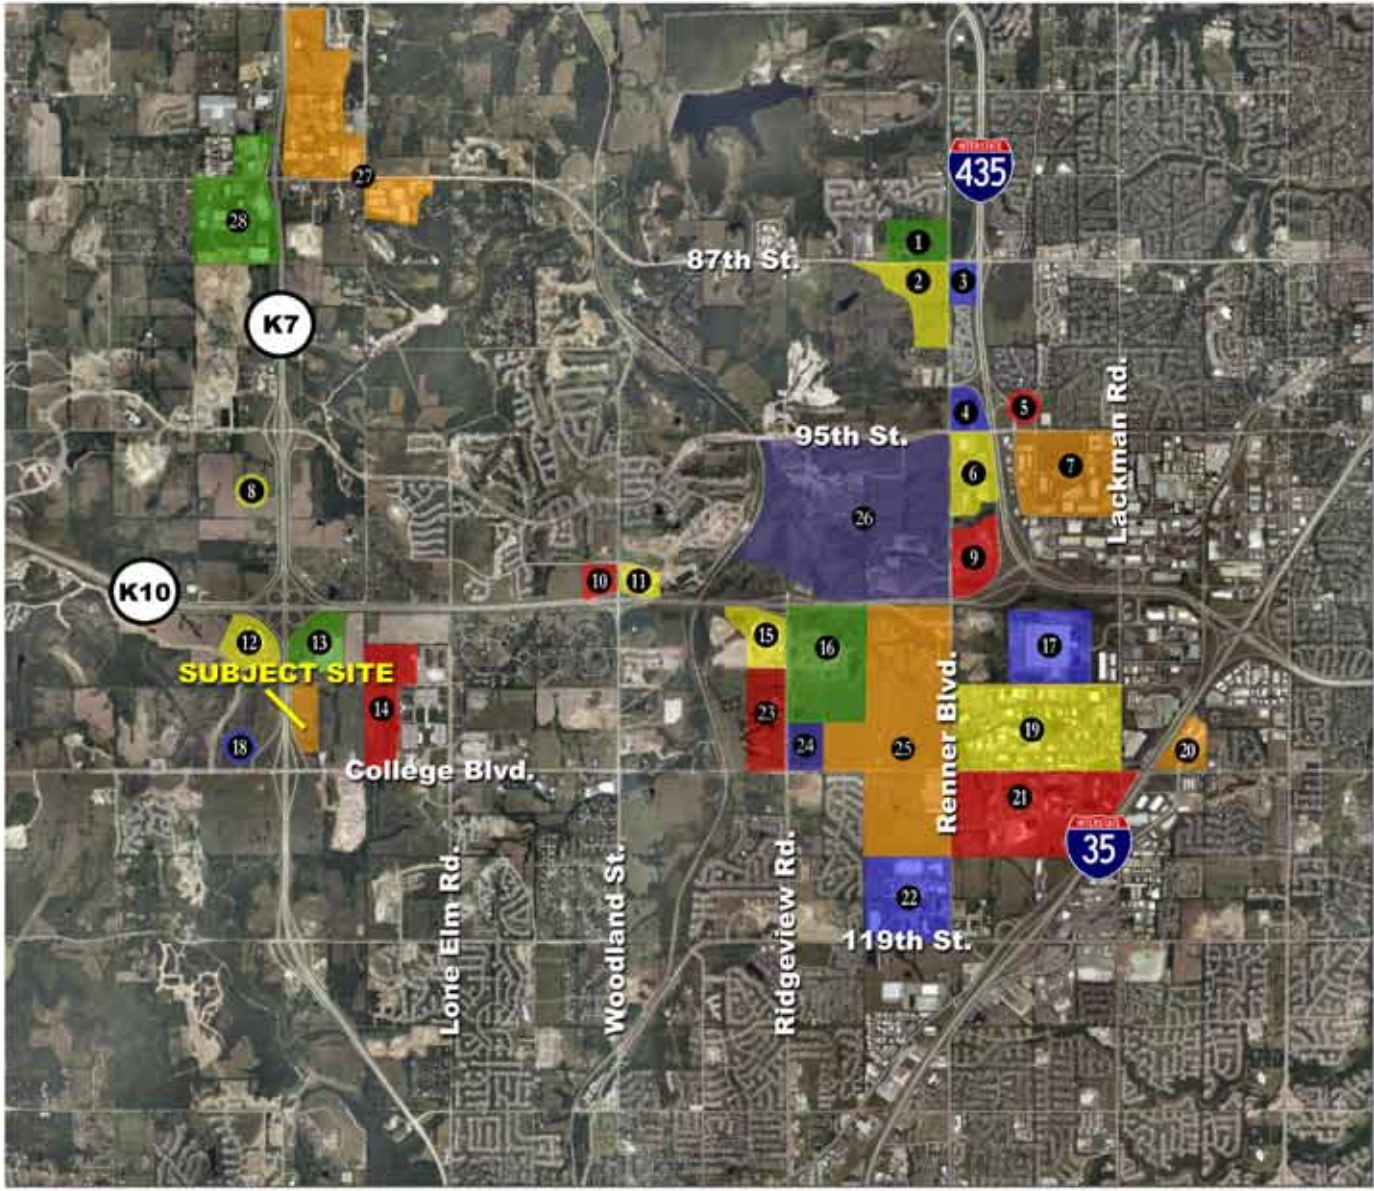 INTERSTATE
435
27
28
1
87th St.
2
3
K7
Lackman Rd.
4
5
95th St.
6
7
8
26
9
K10
10
11
12
13
15
16
17
SUBJECT SITE
Renner Blvd.
14
23
18
24
25
19
20
College Blvd.
21
INTERSTATE
35
Lone Elm Rd.
Woodland St.
Ridgeview Rd.
22
119th St.